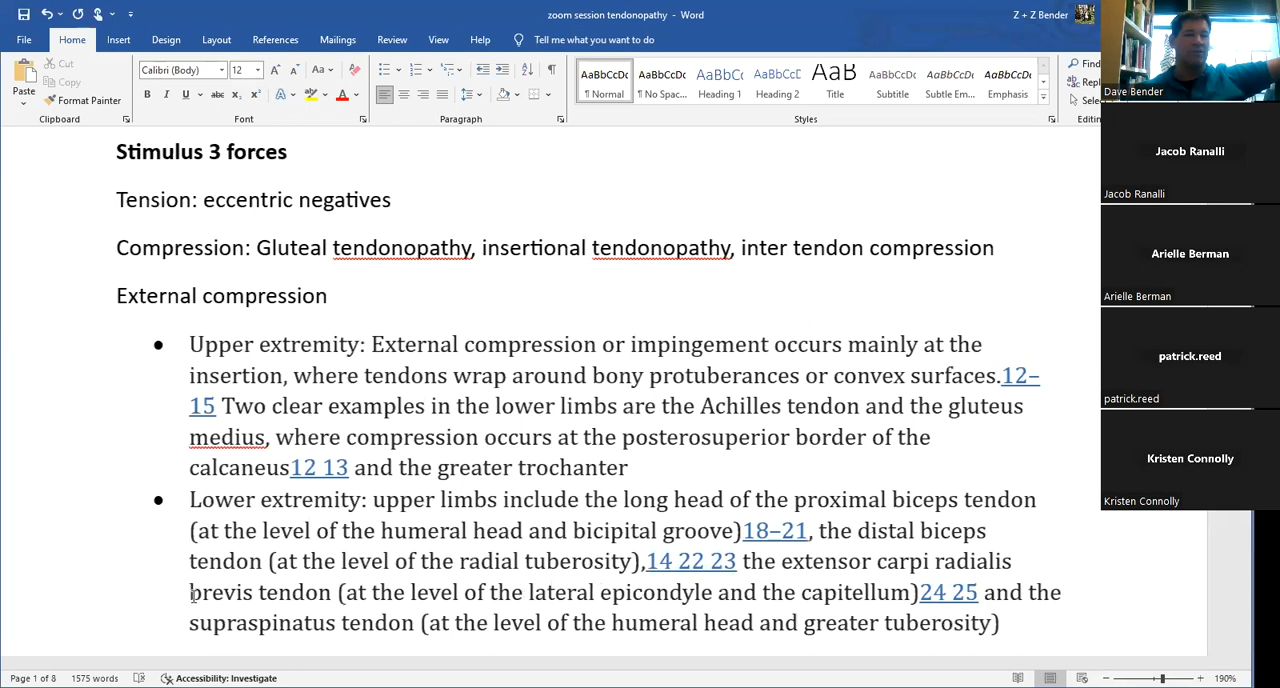 zoom session tendonopathy - Word
Z + Z Bender
File Home Insert Design Layout References Mailings Review View Help Tell me what you want to do
Paste
Cut
Copy
Format Painter
Clipboard
Calibri (Body) 12
Font
Paragraph
AaBbCcDc AaBbCcDc AaBbCc AaBbCcD AaB AaBbCcD AaBbCcDc AaBbCcDc
¶ Normal ¶ No Spac... Heading 1 Heading 2 Title Subtitle Subtle Em... Emphasis
Styles
Find
Stimulus 3 forces
Tension: eccentric negatives
Compression: Gluteal tendonopathy, insertional tendonopathy, inter tendon compression
External compression
• Upper extremity: External compression or impingement occurs mainly at the
insertion, where tendons wrap around bony protuberances or convex surfaces.12–
15 Two clear examples in the lower limbs are the Achilles tendon and the gluteus
medius, where compression occurs at the posterosuperior border of the
calcaneus12 13 and the greater trochanter
• Lower extremity: upper limbs include the long head of the proximal biceps tendon
(at the level of the humeral head and bicipital groove)18–21, the distal biceps
tendon (at the level of the radial tuberosity),14 22 23 the extensor carpi radialis
brevis tendon (at the level of the lateral epicondyle and the capitellum)24 25 and the
supraspinatus tendon (at the level of the humeral head and greater tuberosity)
Dave Bender
Jacob Ranalli
Jacob Ranalli
Arielle Berman
Arielle Berman
patrick.reed
patrick.reed
Kristen Connolly
Kristen Connolly
Page 1 of 8 1575 words Accessibility: Investigate
190%